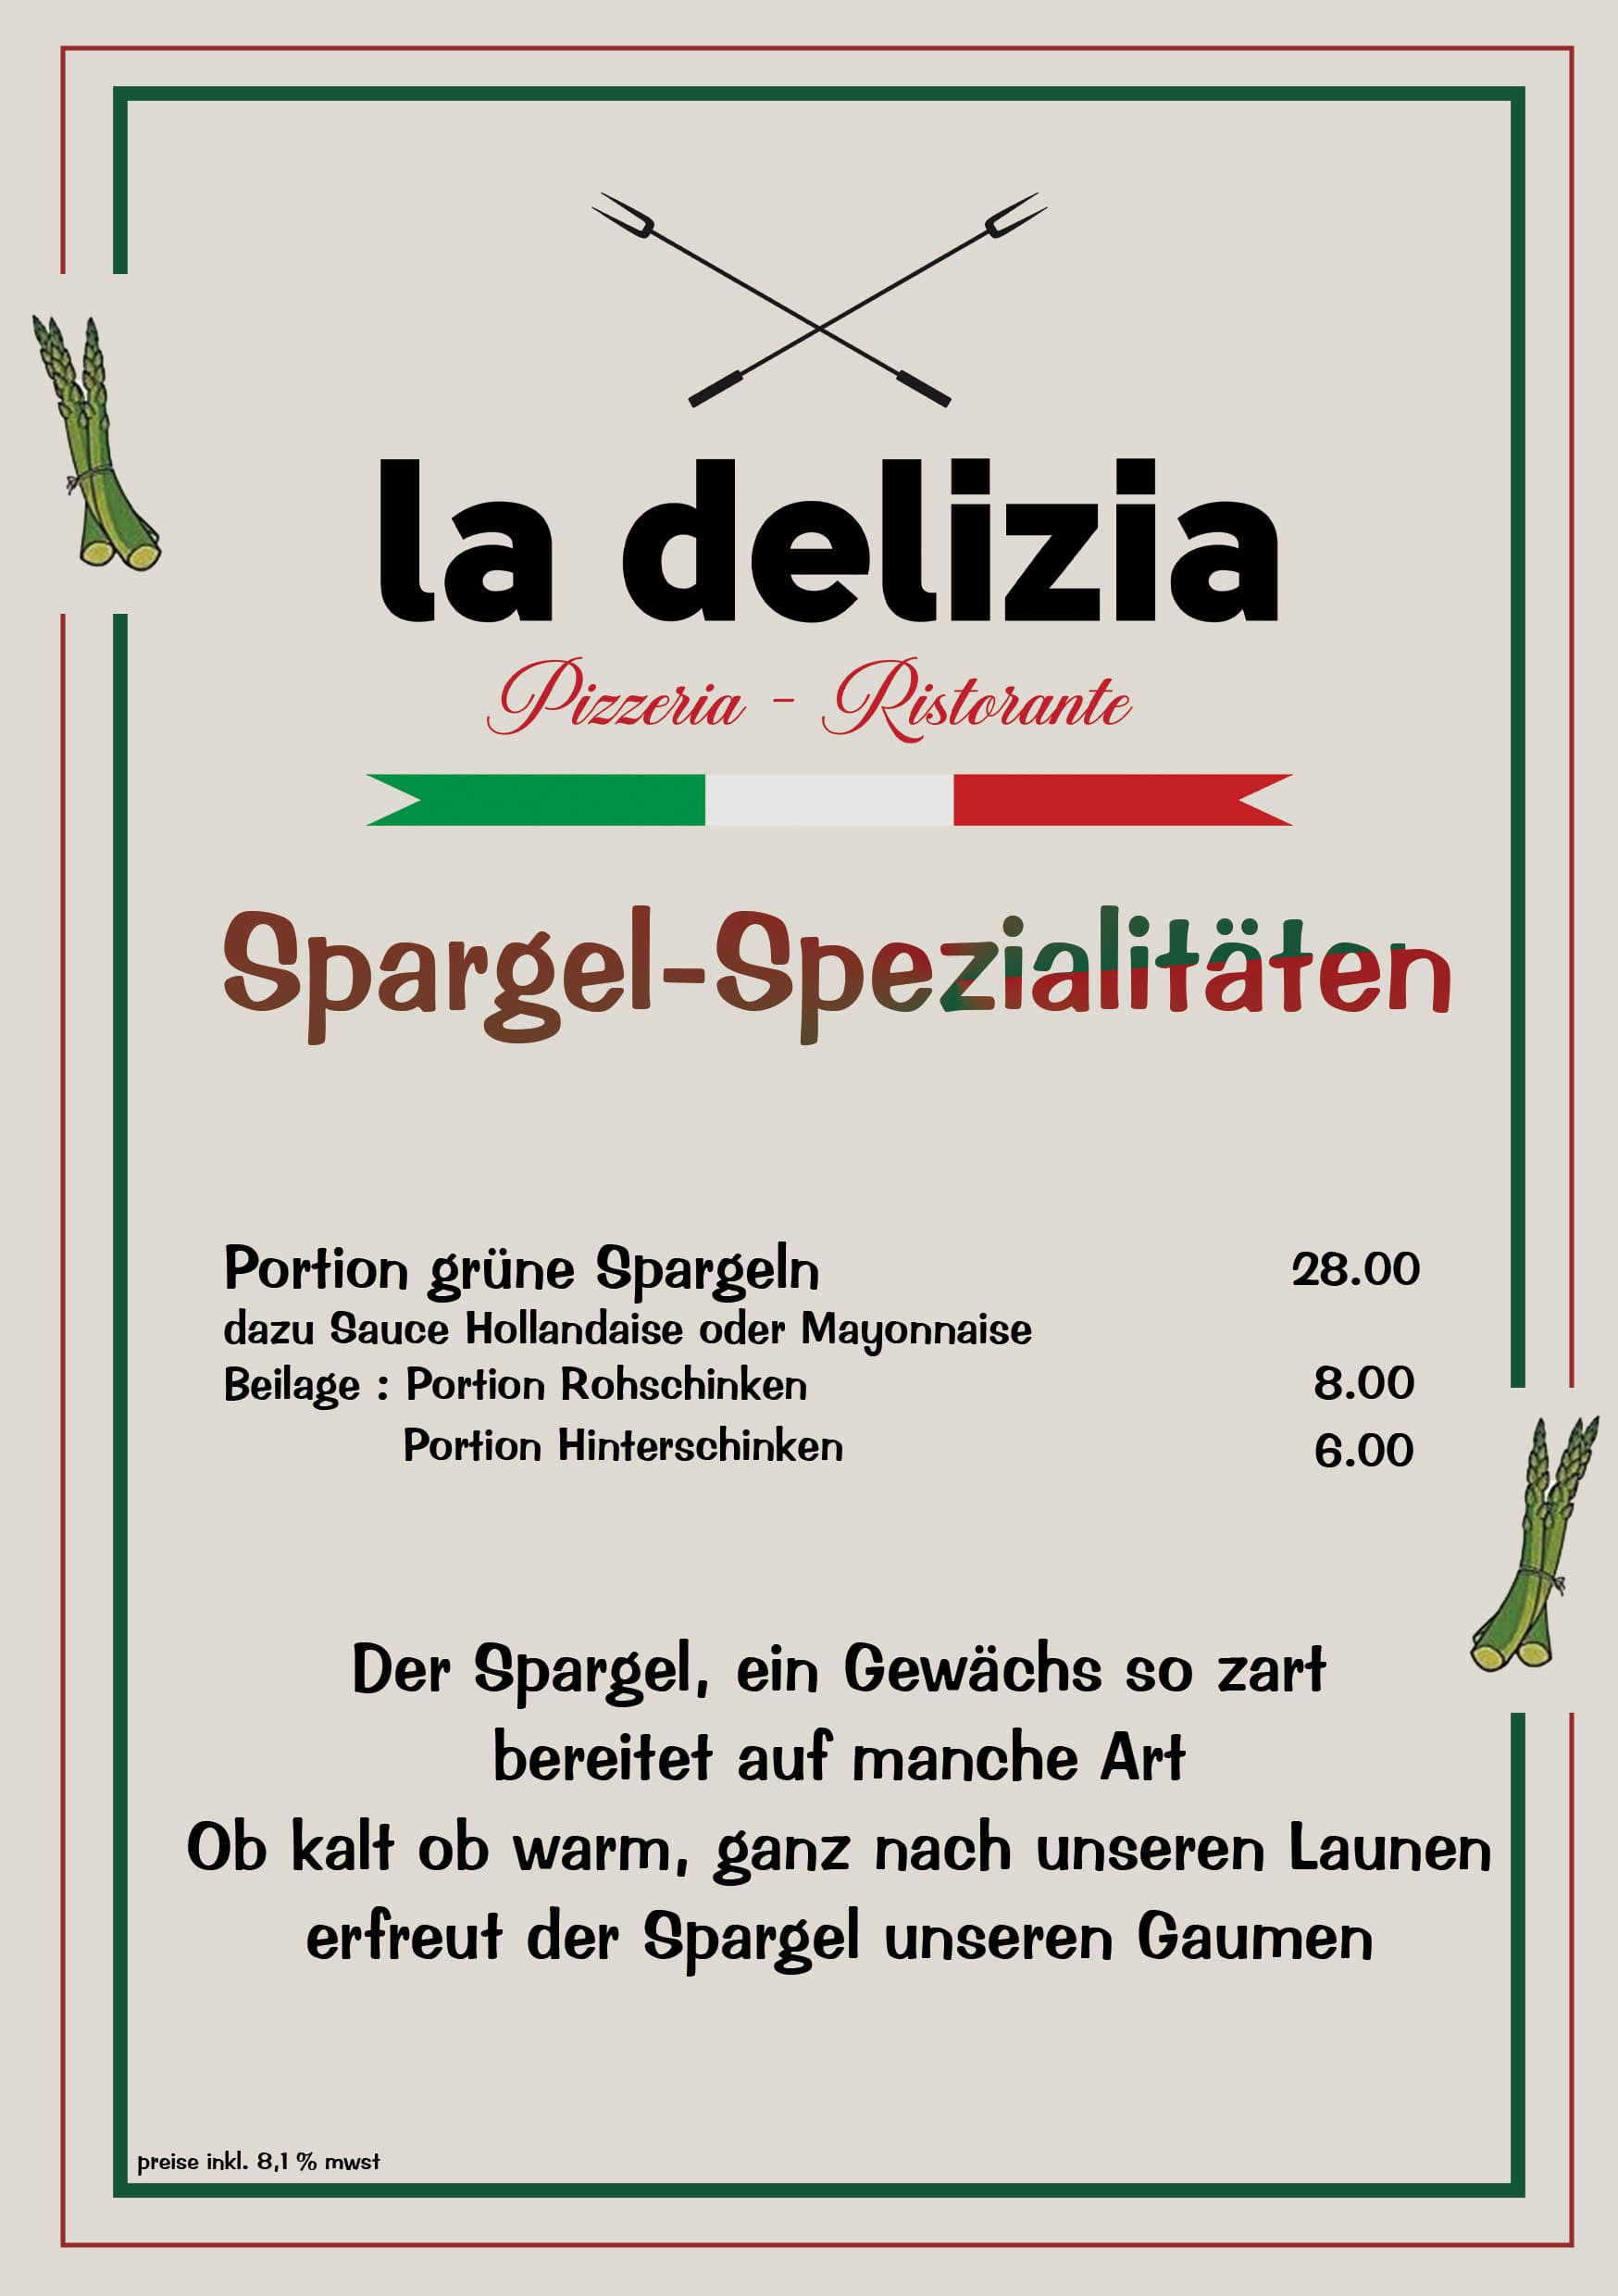 la delizia
Pizzeria - Ristorante
Spargel-Spezialitäten
Portion grüne Spargeln 28.00
dazu Sauce Hollandaise oder Mayonnaise
Beilage : Portion Rohschinken 8.00
Portion Hinterschinken 6.00
Der Spargel, ein Gewächs so zart
bereitet auf manche Art
Ob kalt ob warm, ganz nach unseren Launen
erfreut der Spargel unseren Gaumen
preise inkl. 8,1 % mwst